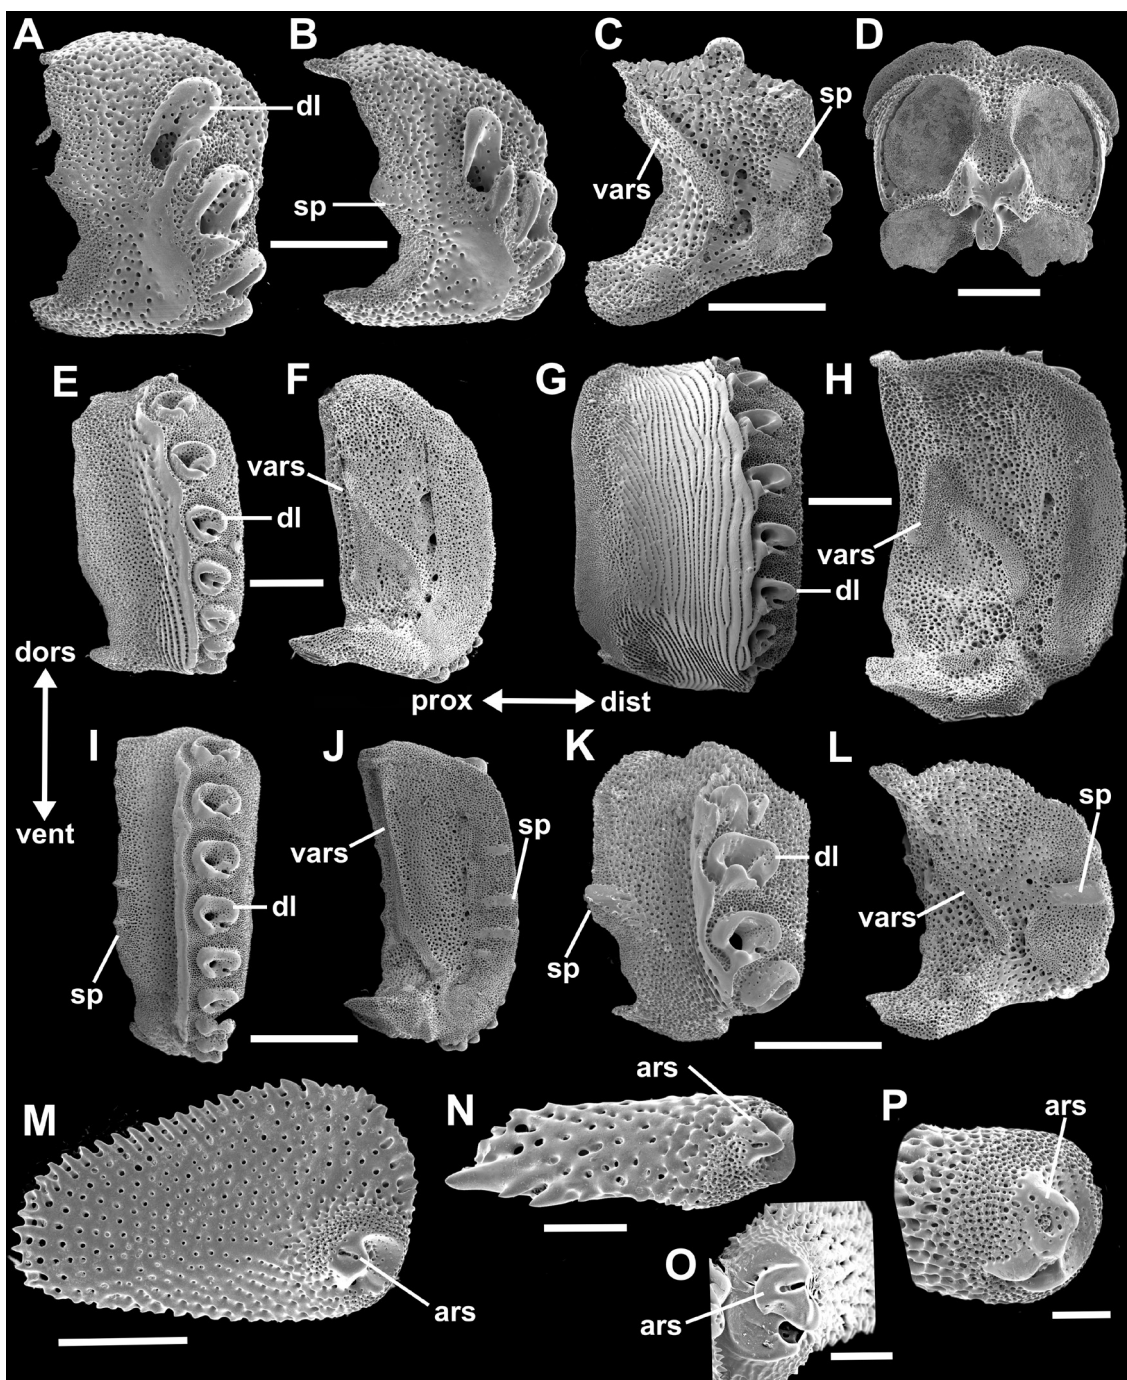 A B C D
dl
sp
sp
vars
E F G H
vars
dl
vars
dl
dors
prox dist
vent
I J K L
vars
sp
dl
sp
dl
sp
vars
sp
M N O P
ars
ars
ars
ars